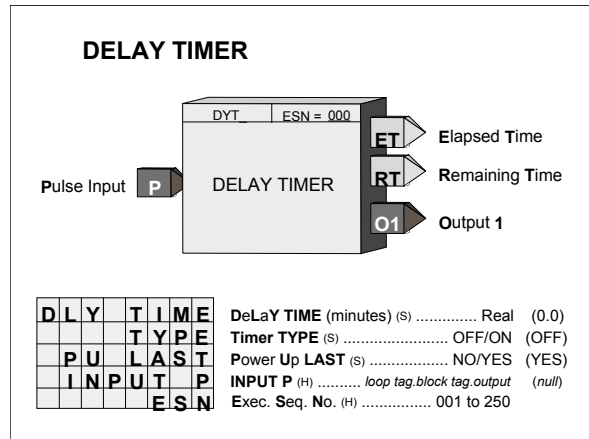 DELAY TIMER
DYT_ ESN = 000
ET Elapsed Time
Pulse Input P DELAY TIMER RT Remaining Time
O1 Output 1
DLY TIME DeLaY TIME (minutes) (S) .............. Real (0.0)
TYPE Timer TYPE (S) ........................ OFF/ON (OFF)
PU LAST Power Up LAST (S) ..................... NO/YES (YES)
INPUT P INPUT P (H) .......... loop tag.block tag.output (null)
ESN Exec. Seq. No. (H) ................ 001 to 250